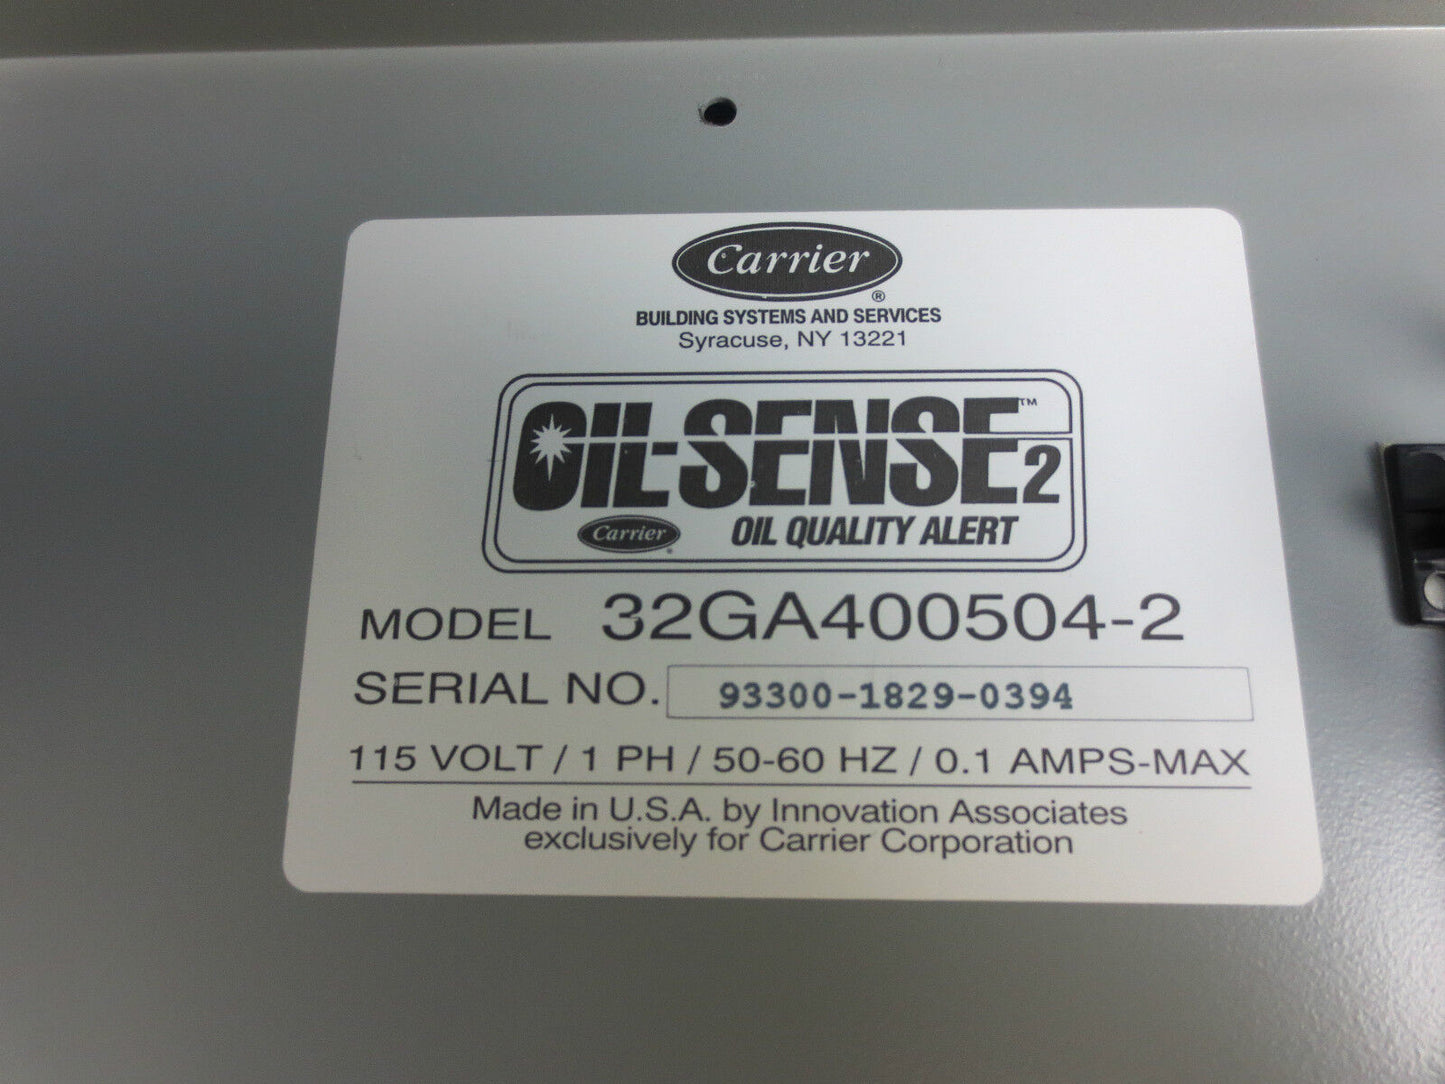 Carrier
®
BUILDING SYSTEMS AND SERVICES
Syracuse, NY 13221
OIL-SENSE™ 2
Carrier
OIL QUALITY ALERT
MODEL 32GA400504-2
SERIAL NO. 93300-1829-0394
115 VOLT / 1 PH / 50-60 HZ / 0.1 AMPS-MAX
Made in U.S.A. by Innovation Associates
exclusively for Carrier Corporation